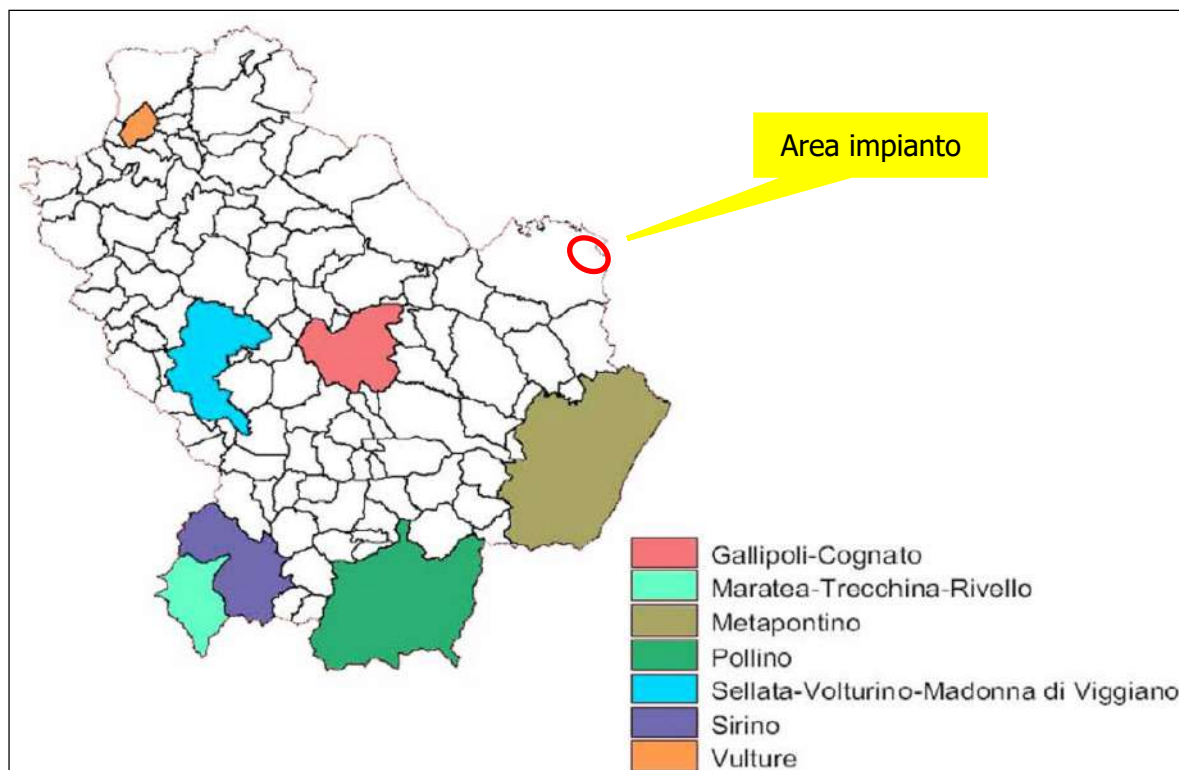 Area impianto
Gallipoli-Cognato
Maratea-Trecchina-Rivello
Metapontino
Pollino
Sellata-Volturino-Madonna di Viggiano
Sirino
Vulture